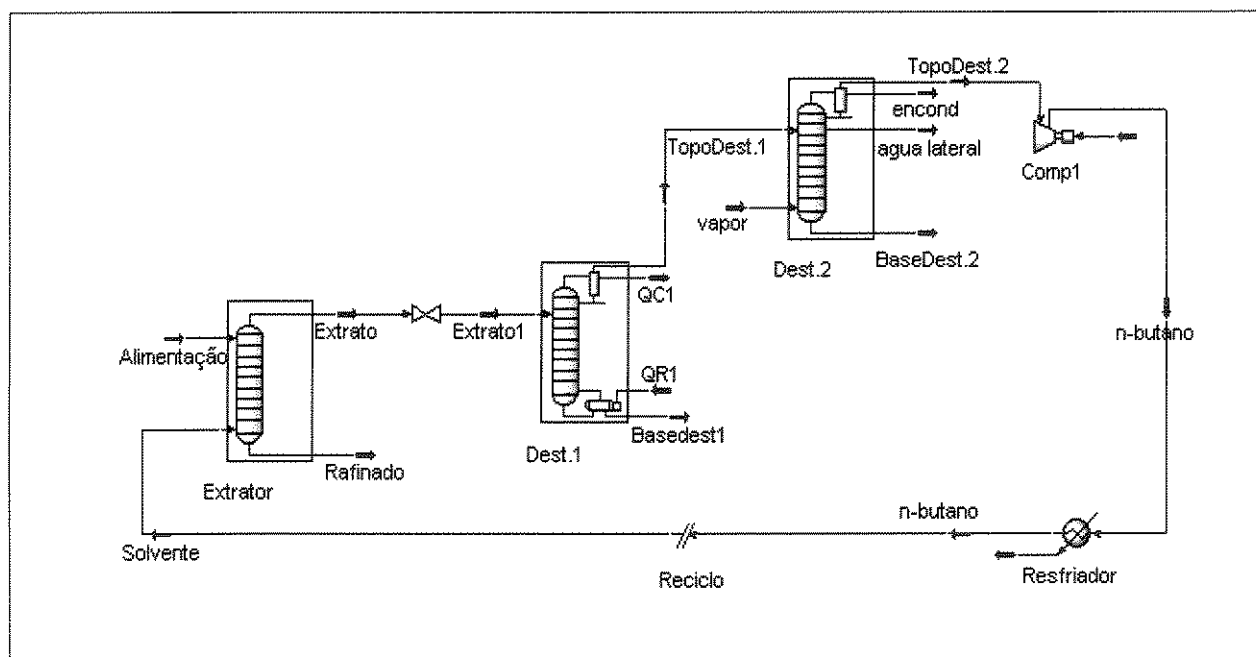 TopoDest.2
encond
TopoDest.1
agua lateral
Comp1
vapor
BaseDest.2
Dest.2
QC1
Extrato
Extrato1
n-butano
Alimentação
QR1
Basedest1
Dest.1
Rafinado
Extrator
n-butano
Solvente
Reciclo
Resfriador